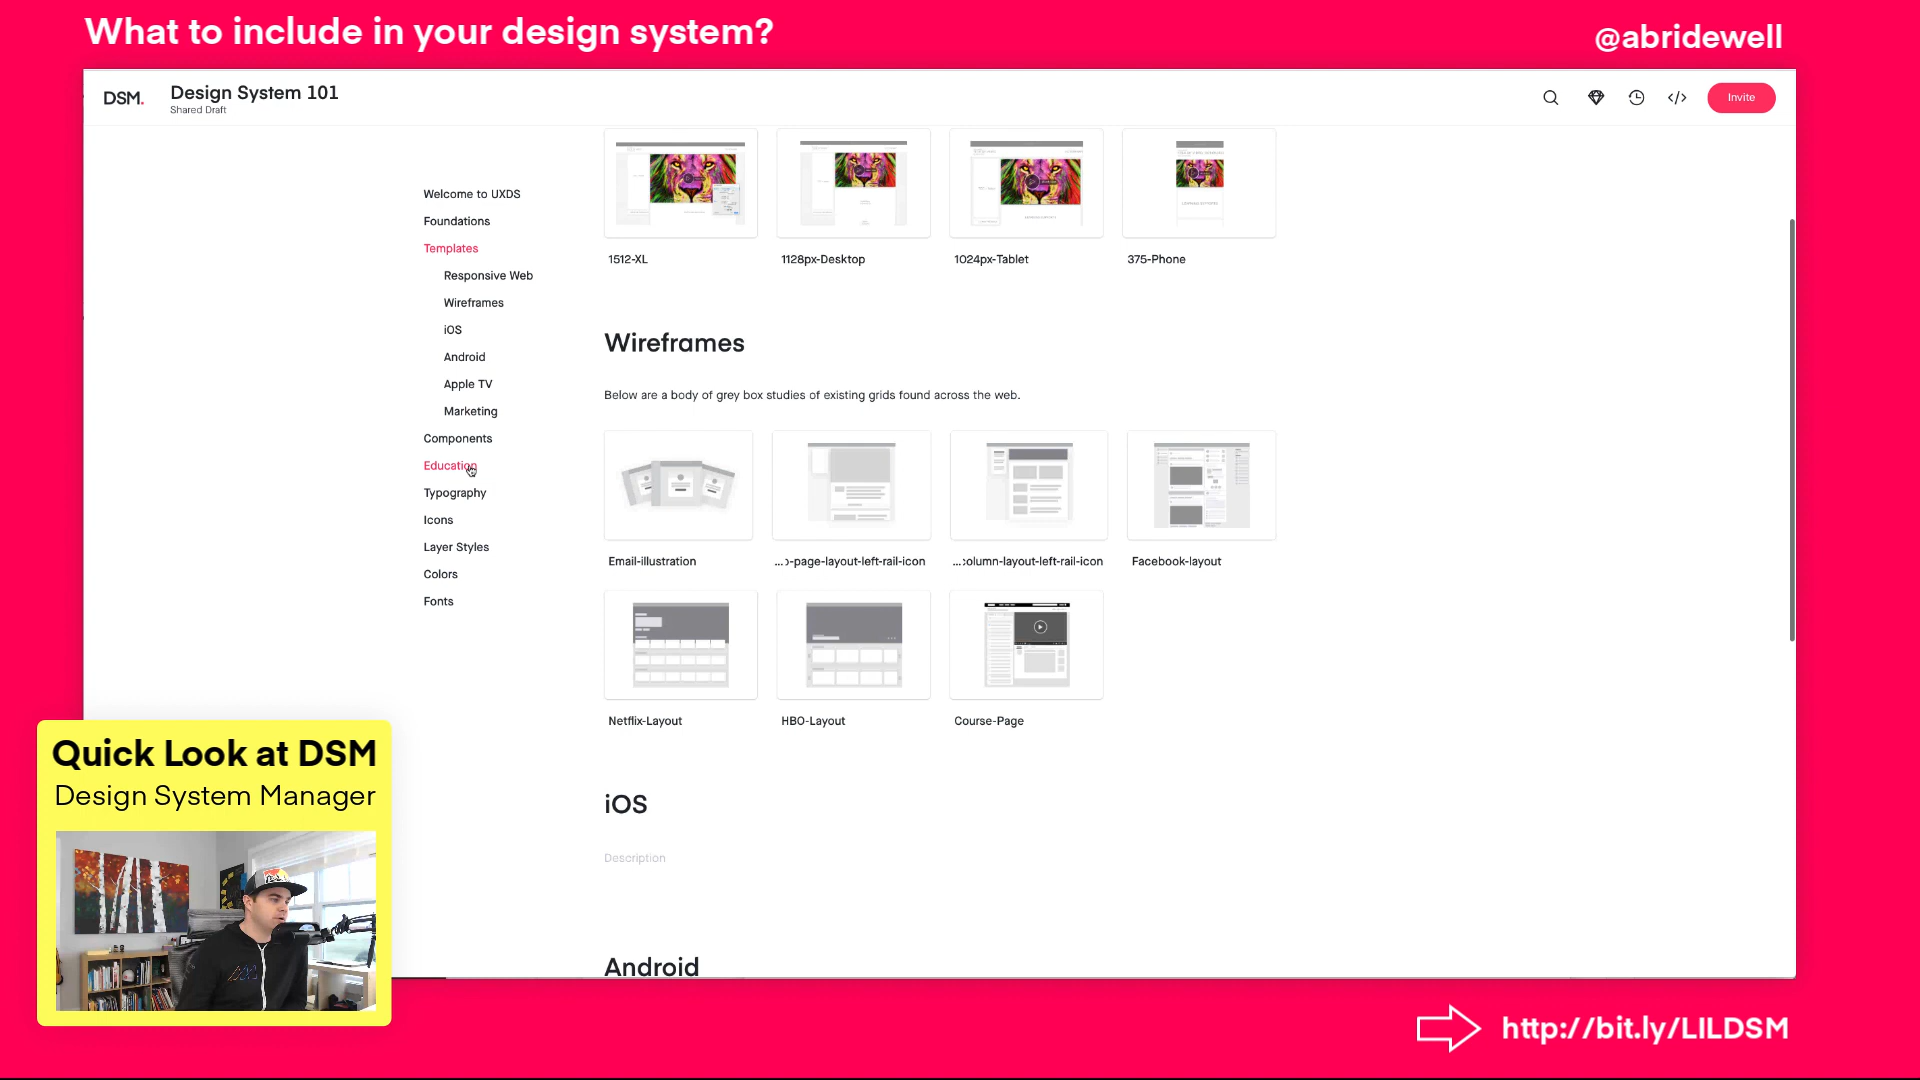 What to include in your design system?
@abridewell
DSM.
Design System 101
Shared Draft
Invite
Welcome to UXDS
Foundations
Templates
Responsive Web
Wireframes
iOS
Android
Apple TV
Marketing
Components
Education
Typography
Icons
Layer Styles
Colors
Fonts
1512-XL
1128px-Desktop
1024px-Tablet
375-Phone
Wireframes
Below are a body of grey box studies of existing grids found across the web.
Email-illustration
...o-page-layout-left-rail-icon
...column-layout-left-rail-icon
Facebook-layout
Netflix-Layout
HBO-Layout
Course-Page
iOS
Description
Android
Quick Look at DSM
Design System Manager
http://bit.ly/LILDSM